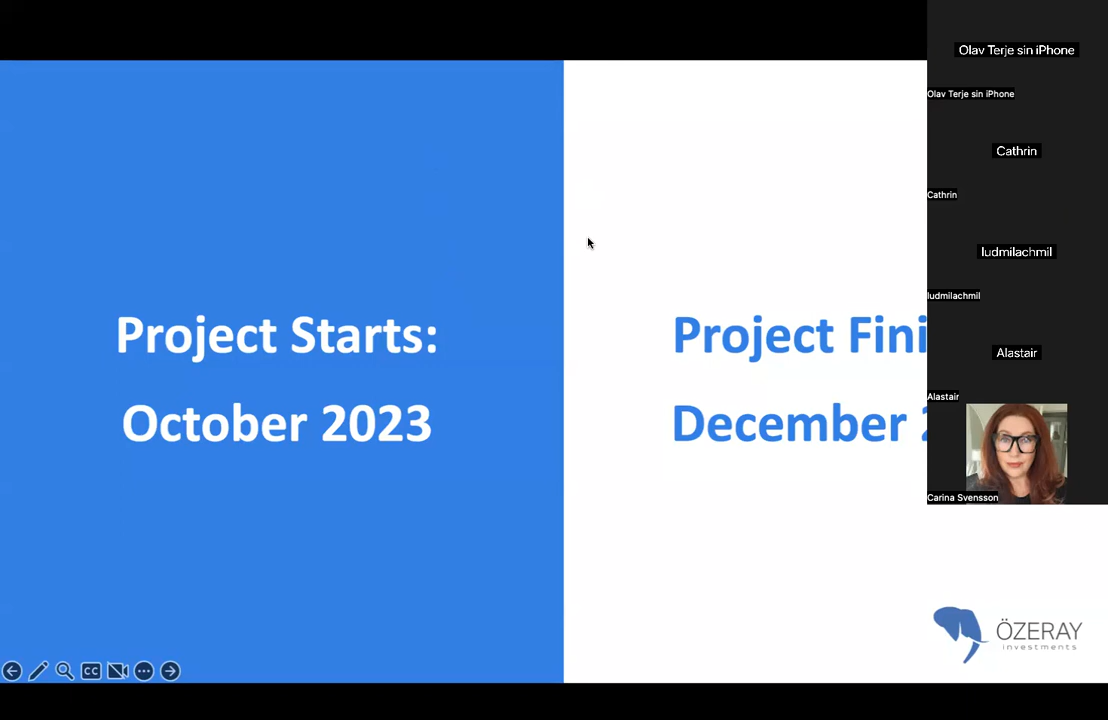 Project Starts:
October 2023
Project Fini
December
ÖZERAY
investments
CC
Olav Terje sin iPhone
Olav Terje sin iPhone
Cathrin
Cathrin
ludmilachmil
ludmilachmil
Alastair
Alastair
Carina Svensson